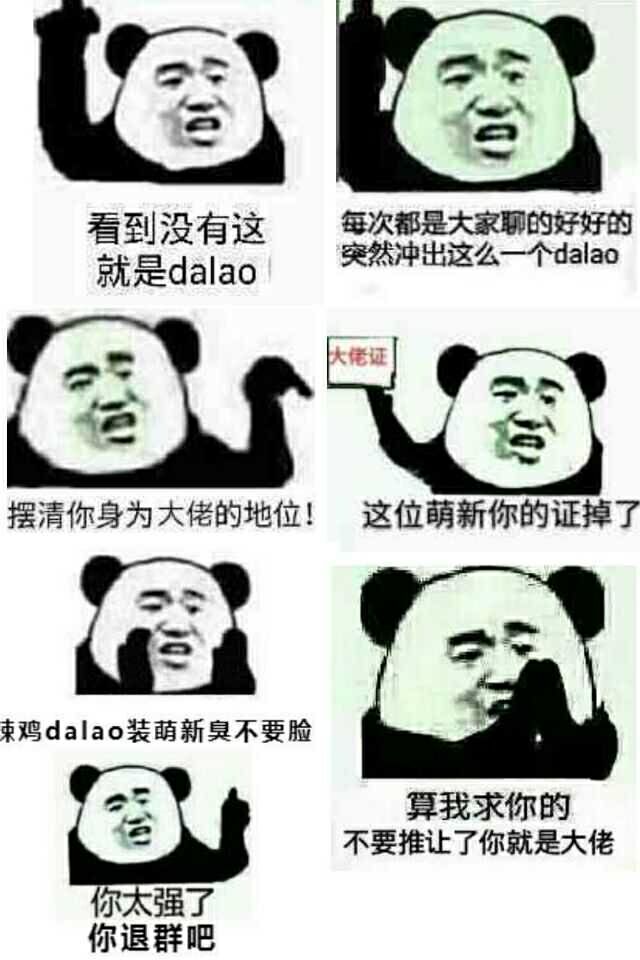 看到没有这
就是dalao
每次都是大家聊的好好的
突然冲出这么一个dalao
摆清你身为大佬的地位!
大佬证
这位萌新你的证掉了
辣鸡dalao装萌新臭不要脸
算我求你的
不要推让了你就是大佬
你太强了
你退群吧